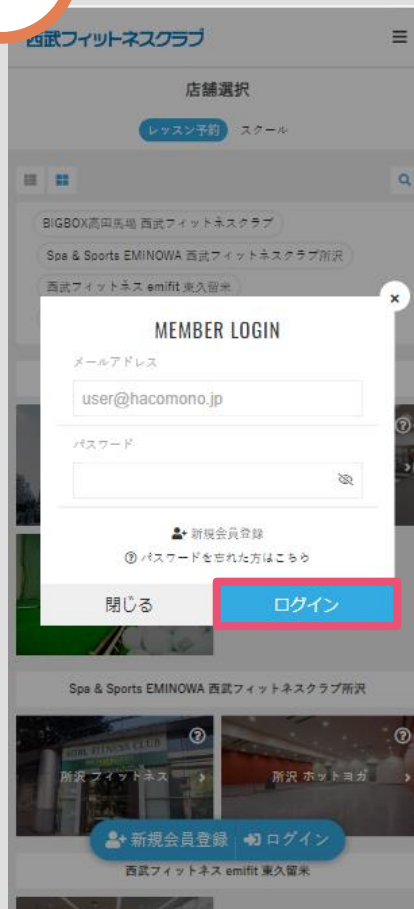 西武フィットネスクラブ
店舗選択
レッスン予約 スクール
BIGBOX高田馬場 西武フィットネスクラブ
Spa & Sports EMINOWA 西武フィットネスクラブ所沢
西武フィットネス emifit 東久留米
MEMBER LOGIN
メールアドレス
user@hacomono.jp
パスワード
新規会員登録
パスワードを忘れた方はこちら
閉じる ログイン
Spa & Sports EMINOWA 西武フィットネスクラブ所沢
所沢 フィットネス
所沢 ホットヨガ
新規会員登録 ログイン
西武フィットネス emifit 東久留米